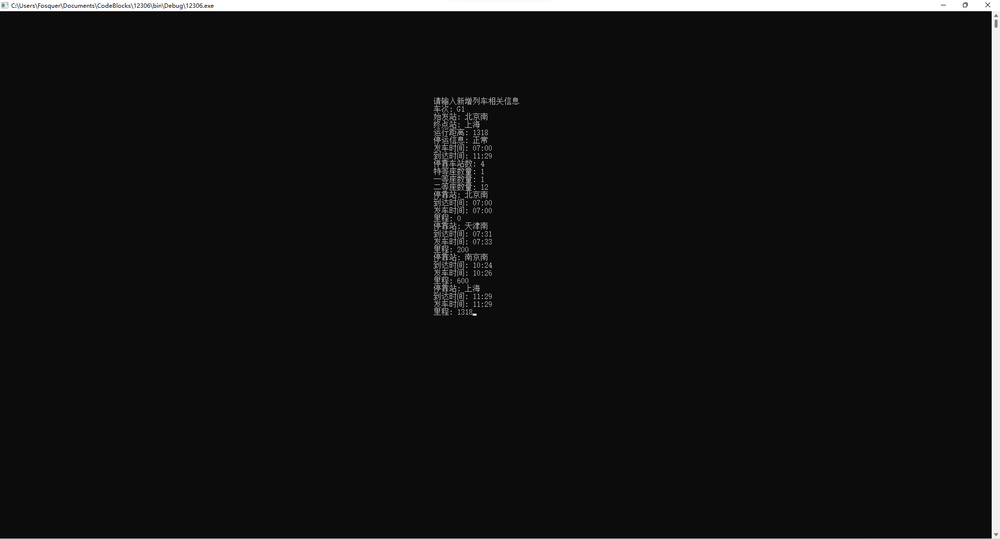 C:\Users\Fosquer\Documents\CodeBlocks\12306\bin\Debug\12306.exe
请输入新增列车相关信息
车次: G1
始发站: 北京南
终点站: 上海
运行距离: 1318
停运信息: 正常
发车时间: 07:00
到达时间: 11:29
停靠车站数: 4
特等座数量: 1
一等座数量: 1
二等座数量: 12
停靠站: 北京南
到达时间: 07:00
发车时间: 07:00
里程: 0
停靠站: 天津南
到达时间: 07:31
发车时间: 07:33
里程: 200
停靠站: 南京南
到达时间: 10:24
发车时间: 10:26
里程: 600
停靠站: 上海
到达时间: 11:29
发车时间: 11:29
里程: 1318